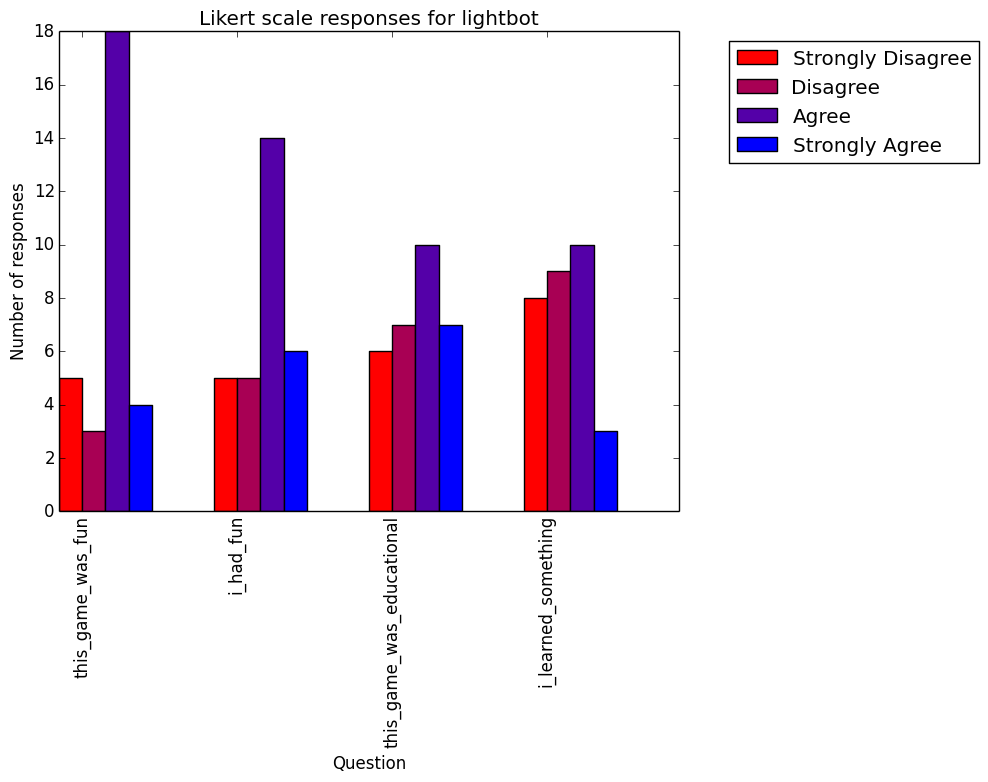 Likert scale responses for lightbot
Strongly Disagree
Disagree
Agree
Strongly Agree
Number of responses
18
16
14
12
10
8
6
4
2
0
this_game_was_fun
i_had_fun
this_game_was_educational
i_learned_something
Question